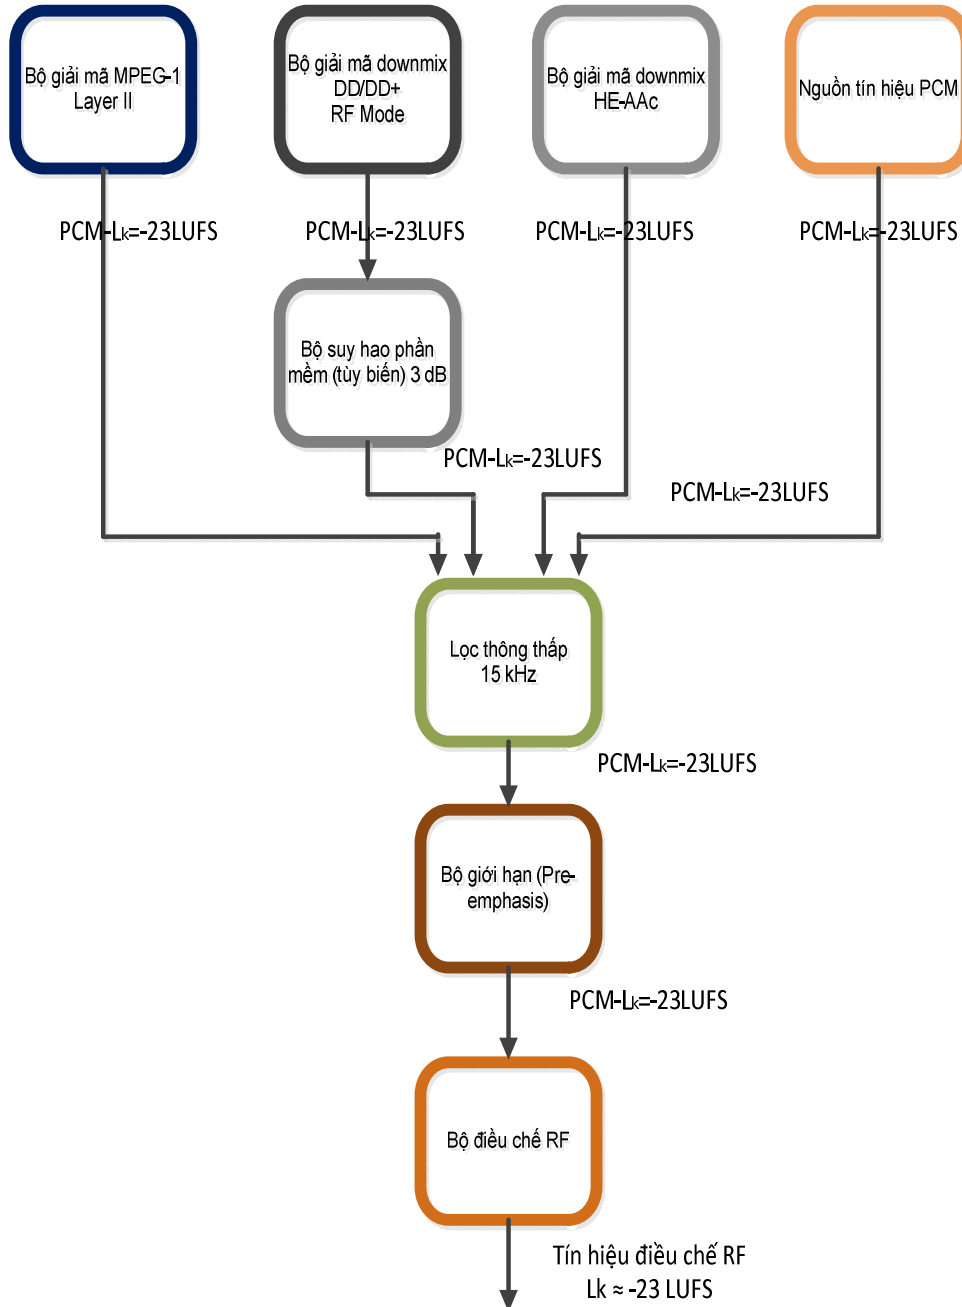 Bộ giải mã MPEG-1
Layer II
Bộ giải mã downmix
DD/DD+
RF Mode
Bộ giải mã downmix
HE-AAc
Nguồn tín hiệu PCM
PCM-Lk=-23LUFS
PCM-Lk=-23LUFS
PCM-Lk=-23LUFS
PCM-Lk=-23LUFS
Bộ suy hao phần
mềm (tùy biến) 3 dB
PCM-Lk=-23LUFS
PCM-Lk=-23LUFS
Lọc thông thấp
15 kHz
PCM-Lk=-23LUFS
Bộ giới hạn (Pre-
emphasis)
PCM-Lk=-23LUFS
Bộ điều chế RF
Tín hiệu điều chế RF
Lk ≈ -23 LUFS